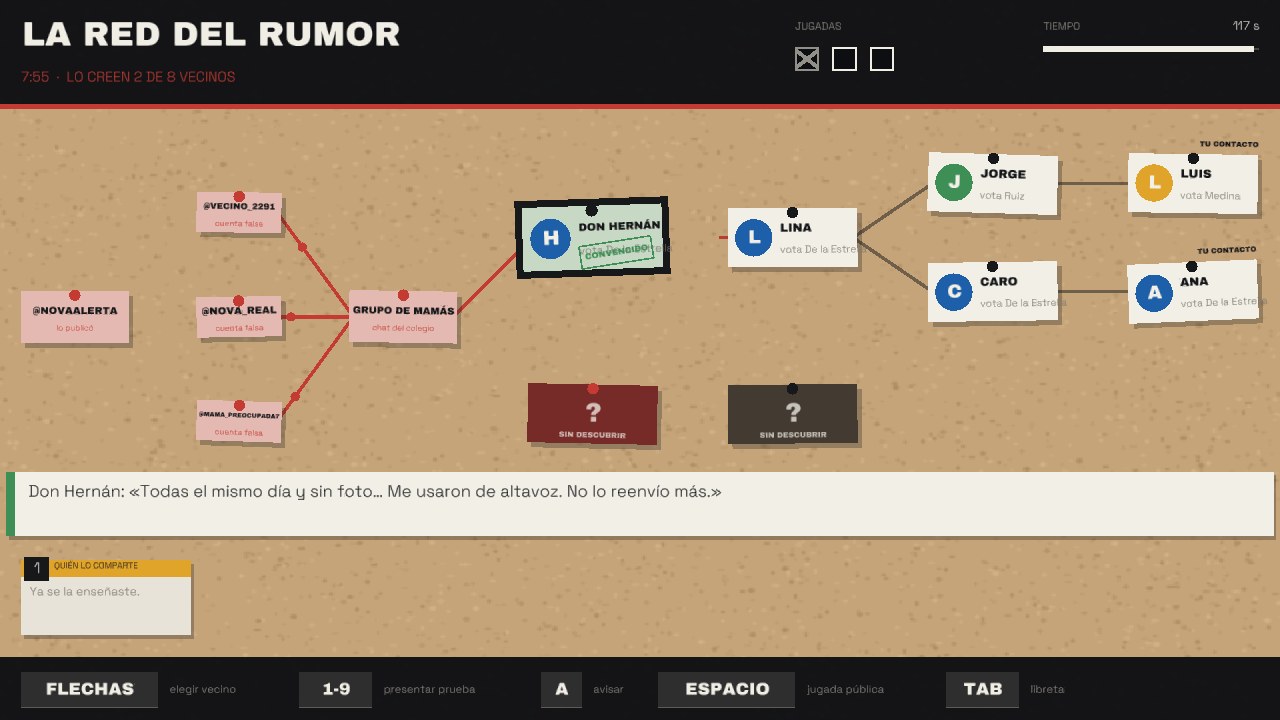 LA RED DEL RUMOR
7:55 · LO CREEN 2 DE 8 VECINOS
JUGADAS
TIEMPO
117 s
TU CONTACTO
J
JORGE
vota Ruiz
L
LUIS
vota Medina
@VECINO_2291
cuenta falsa
H
DON HERNÁN
CONVENCIDO
L
LINA
vota De la Estrella
TU CONTACTO
C
CARO
vota De la Estrella
A
ANA
vota De la Estrella
@NOVAALERTA
lo publicó
@NOVA_REAL
cuenta falsa
GRUPO DE MAMÁS
chat del colegio
@MAMA_PREOCUPADA7
cuenta falsa
?
SIN DESCUBRIR
?
SIN DESCUBRIR
Don Hernán: «Todas el mismo día y sin foto... Me usaron de altavoz. No lo reenvío más.»
1
QUIÉN LO COMPARTE
Ya se la enseñaste.
FLECHAS
elegir vecino
1-9
presentar prueba
A
avisar
ESPACIO
jugada pública
TAB
libreta